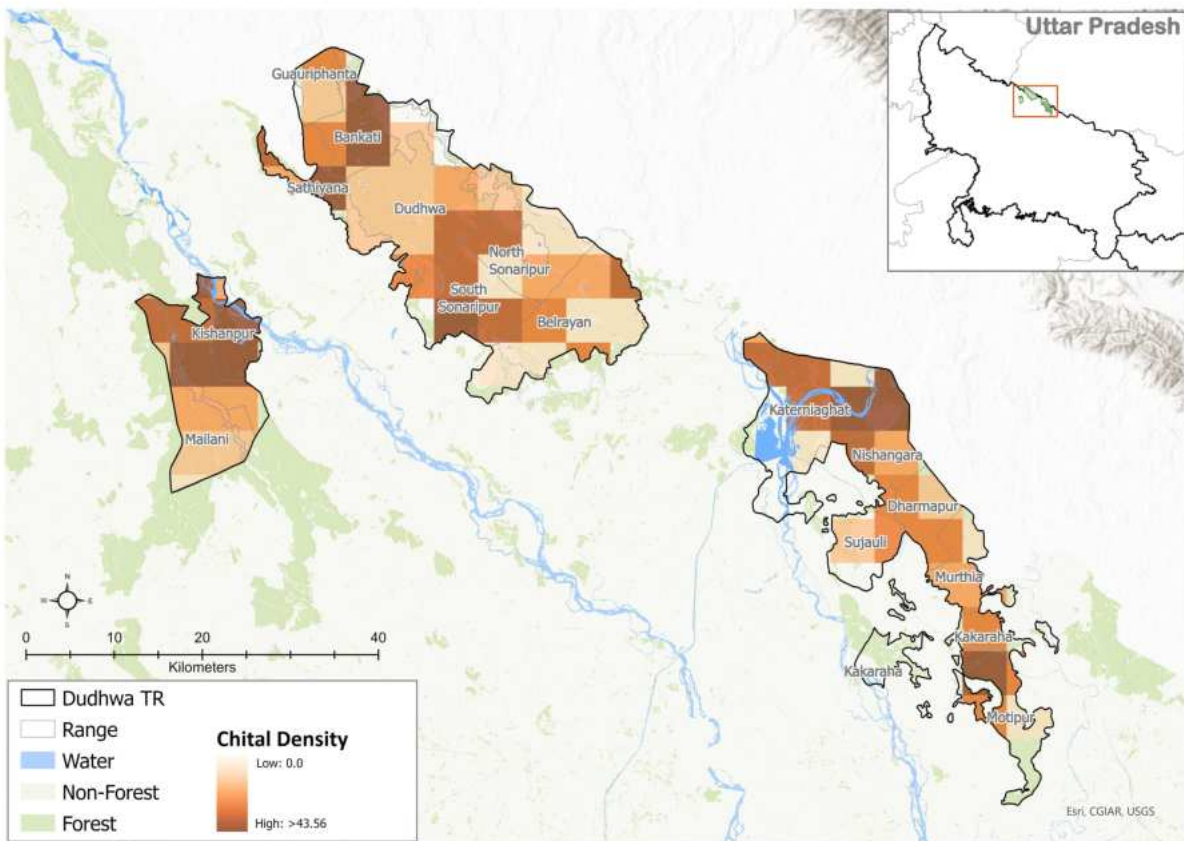 Uttar Pradesh
Guauriphanta
Bankati
Sathiyana
Dudhwa
North
Sonaripur
South
Sonaripur
Belrayan
Kishanpur
Mailani
Katerniaghat
Nishangara
Dharmapur
Sujauli
Murthia
Kakaraha
Kakaraha
Motipur
N
W
E
S
0
10
20
40
Kilometers
Dudhwa TR
Range
Water
Non-Forest
Forest
Chital Density
Low: 0.0
High: >43.56
Esri, CGIAR, USGS